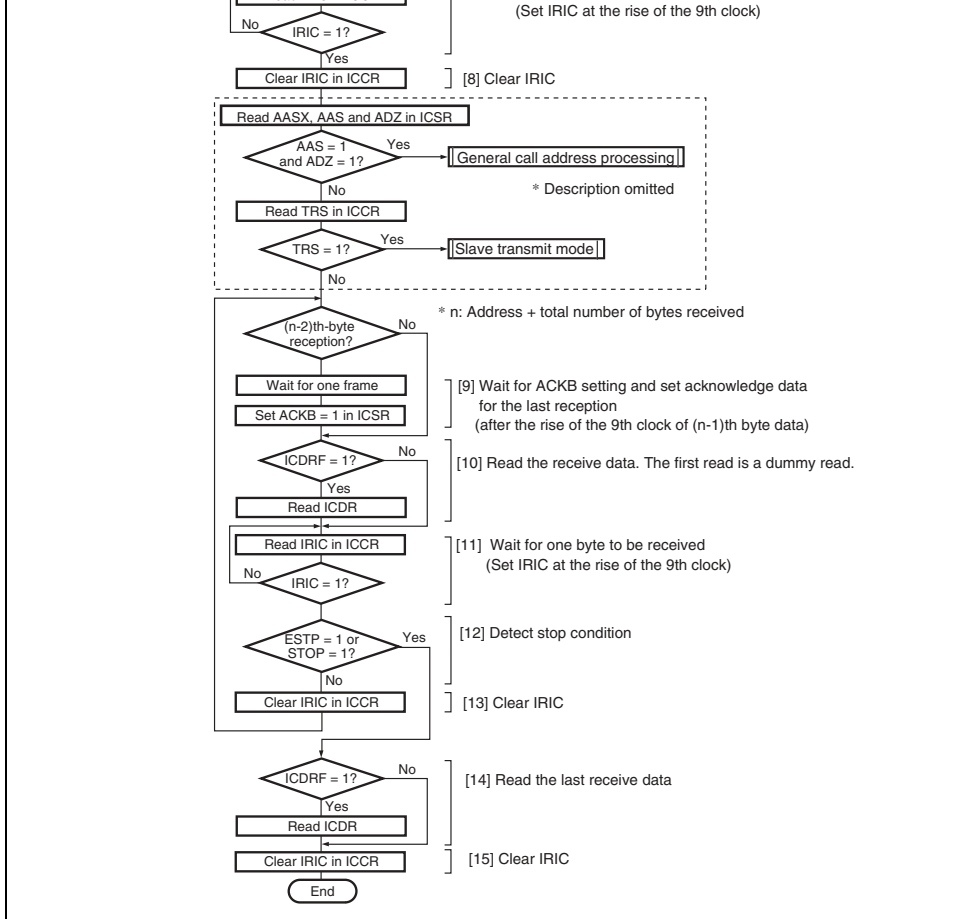 (Set IRIC at the rise of the 9th clock)
No
IRIC = 1?
Yes
Clear IRIC in ICCR
[8] Clear IRIC
Read AASX, AAS and ADZ in ICSR
AAS = 1
and ADZ = 1?
Yes
General call address processing
No
* Description omitted
Read TRS in ICCR
TRS = 1?
Yes
Slave transmit mode
No
* n: Address + total number of bytes received
(n-2)th-byte
reception?
No
Wait for one frame
[9] Wait for ACKB setting and set acknowledge data
for the last reception
Set ACKB = 1 in ICSR
(after the rise of the 9th clock of (n-1)th byte data)
ICDRF = 1?
No
[10] Read the receive data. The first read is a dummy read.
Yes
Read ICDR
Read IRIC in ICCR
[11] Wait for one byte to be received
(Set IRIC at the rise of the 9th clock)
No
IRIC = 1?
ESTP = 1 or
STOP = 1?
Yes
[12] Detect stop condition
No
Clear IRIC in ICCR
[13] Clear IRIC
ICDRF = 1?
No
[14] Read the last receive data
Yes
Read ICDR
Clear IRIC in ICCR
[15] Clear IRIC
End